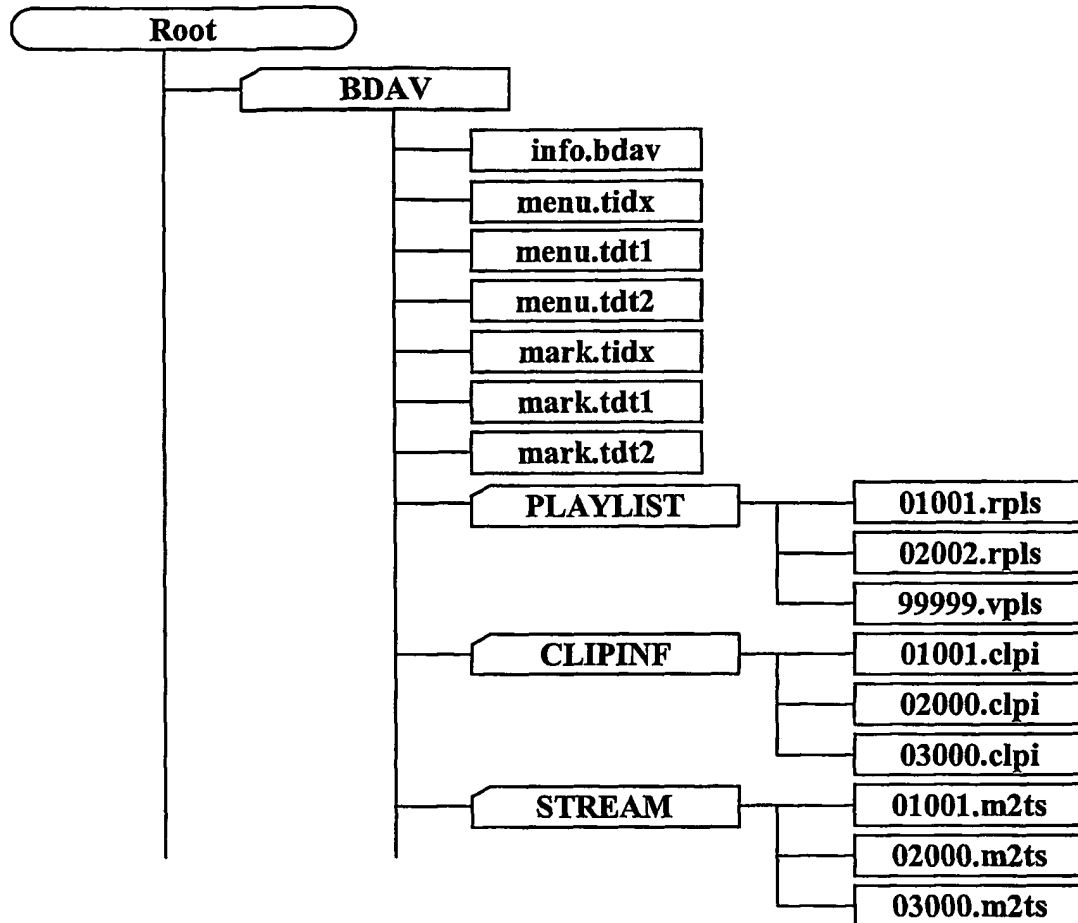 Root
BDAV
info.bdav
menu.tidx
menu.tdt1
menu.tdt2
mark.tidx
mark.tdt1
mark.tdt2
PLAYLIST
01001.rpls
02002.rpls
99999.vpls
CLIPINF
01001.clpi
02000.clpi
03000.clpi
STREAM
01001.m2ts
02000.m2ts
03000.m2ts